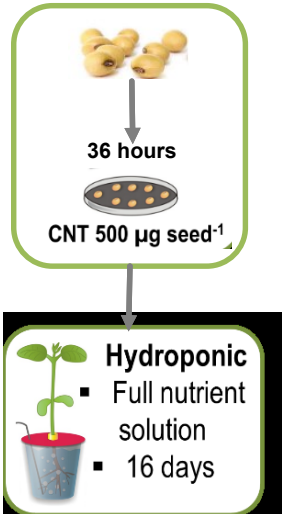 36 hours
CNT 500 µg seed⁻¹
Hydroponic
▪ Full nutrient
solution
▪ 16 days